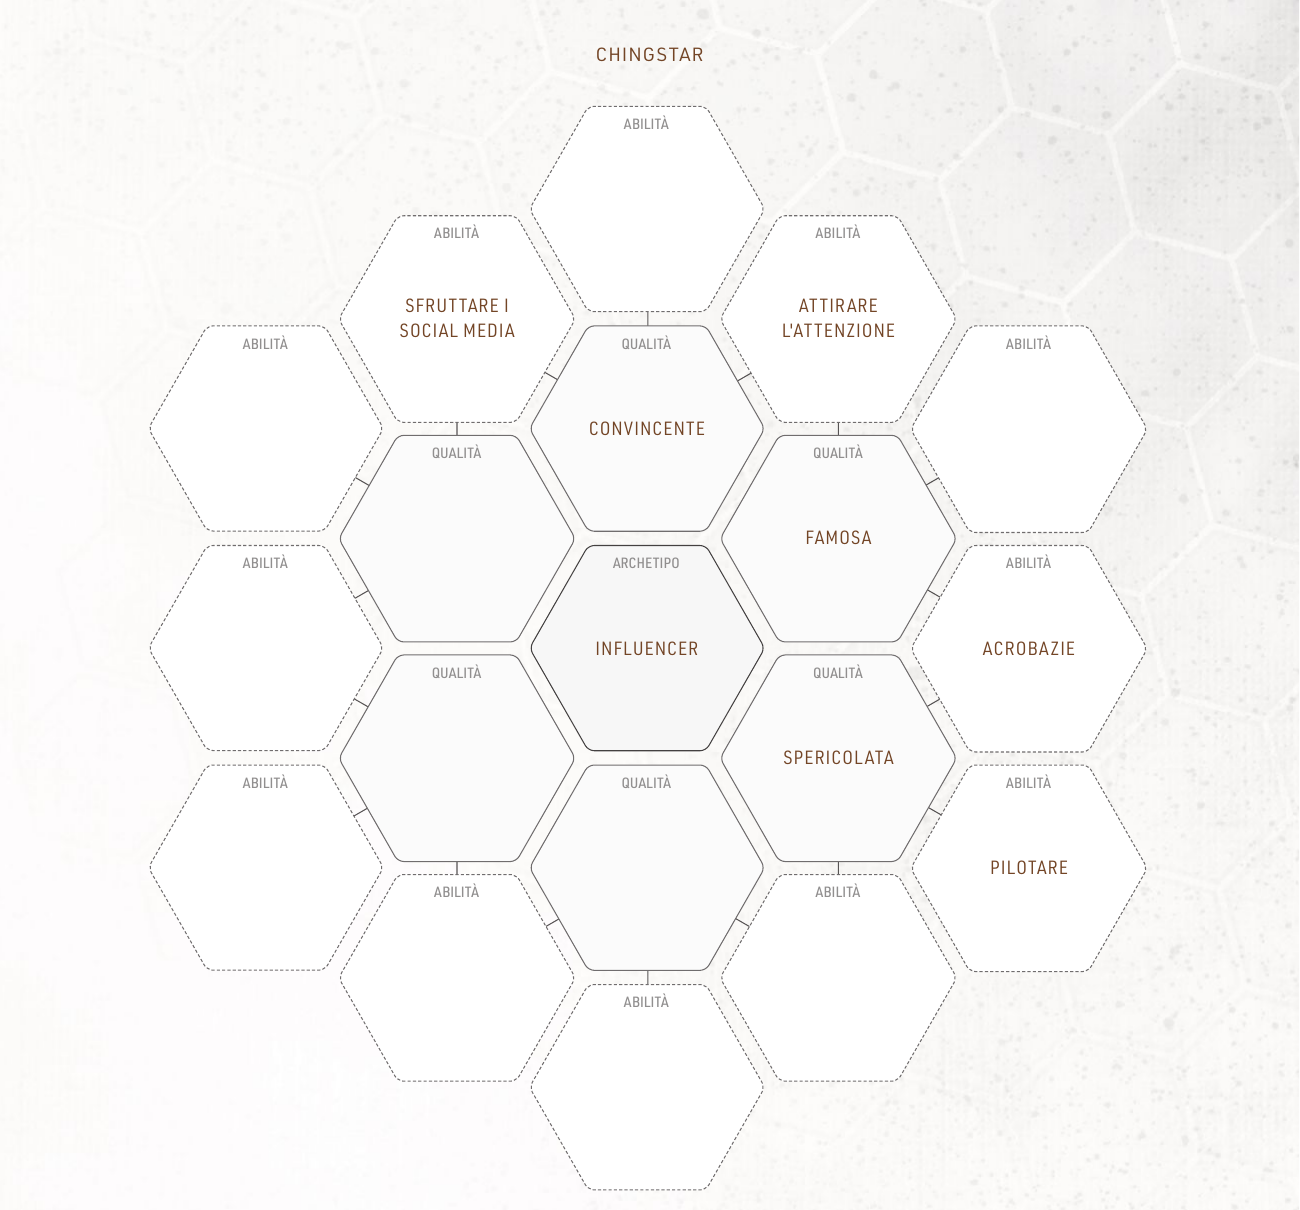 CHINGSTAR
ABILITÀ
ABILITÀ
SFRUTTARE I
SOCIAL MEDIA
ABILITÀ
ATTIRARE
L'ATTENZIONE
ABILITÀ
QUALITÀ
CONVINCENTE
ABILITÀ
QUALITÀ
QUALITÀ
FAMOSA
ABILITÀ
ARCHETIPO
INFLUENCER
ABILITÀ
ACROBAZIE
QUALITÀ
QUALITÀ
SPERICOLATA
ABILITÀ
QUALITÀ
ABILITÀ
PILOTARE
ABILITÀ
ABILITÀ
ABILITÀ